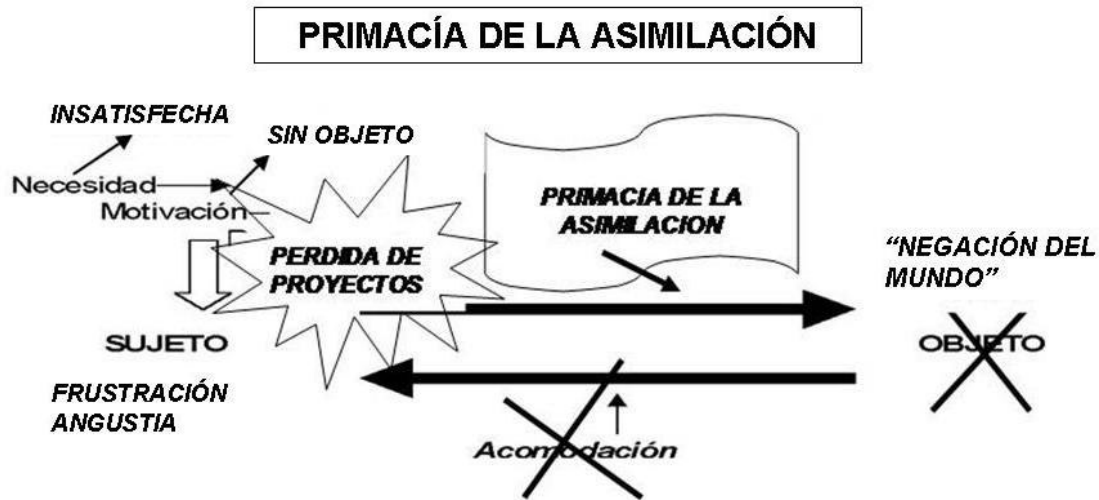 PRIMACÍA DE LA ASIMILACIÓN
INSATISFECHA
SIN OBJETO
Necesidad
Motivación
PRIMACIA DE LA
ASIMILACION
PERDIDA DE
PROYECTOS
“NEGACIÓN DEL
MUNDO”
SUJETO
OBJETO
FRUSTRACIÓN
ANGUSTIA
Acomodación